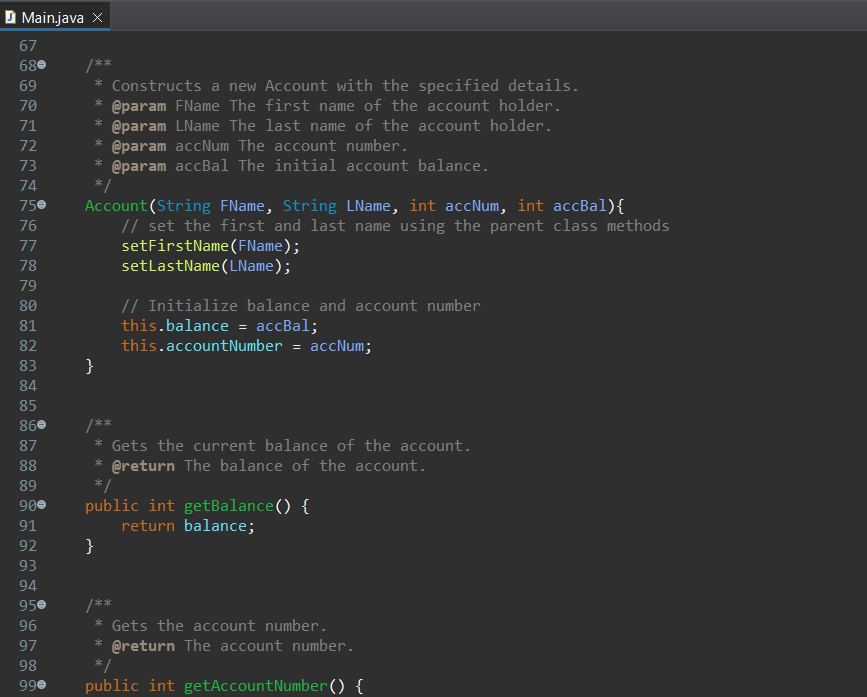 Main.java
67
68 /**
69 * Constructs a new Account with the specified details.
70 * @param FName The first name of the account holder.
71 * @param LName The last name of the account holder.
72 * @param accNum The account number.
73 * @param accBal The initial account balance.
74 */
75 Account(String FName, String LName, int accNum, int accBal){
76 // set the first and last name using the parent class methods
77 setFirstName(FName);
78 setLastName(LName);
79
80 // Initialize balance and account number
81 this.balance = accBal;
82 this.accountNumber = accNum;
83 }
84
85
86 /**
87 * Gets the current balance of the account.
88 * @return The balance of the account.
89 */
90 public int getBalance() {
91 return balance;
92 }
93
94
95 /**
96 * Gets the account number.
97 * @return The account number.
98 */
99 public int getAccountNumber() {